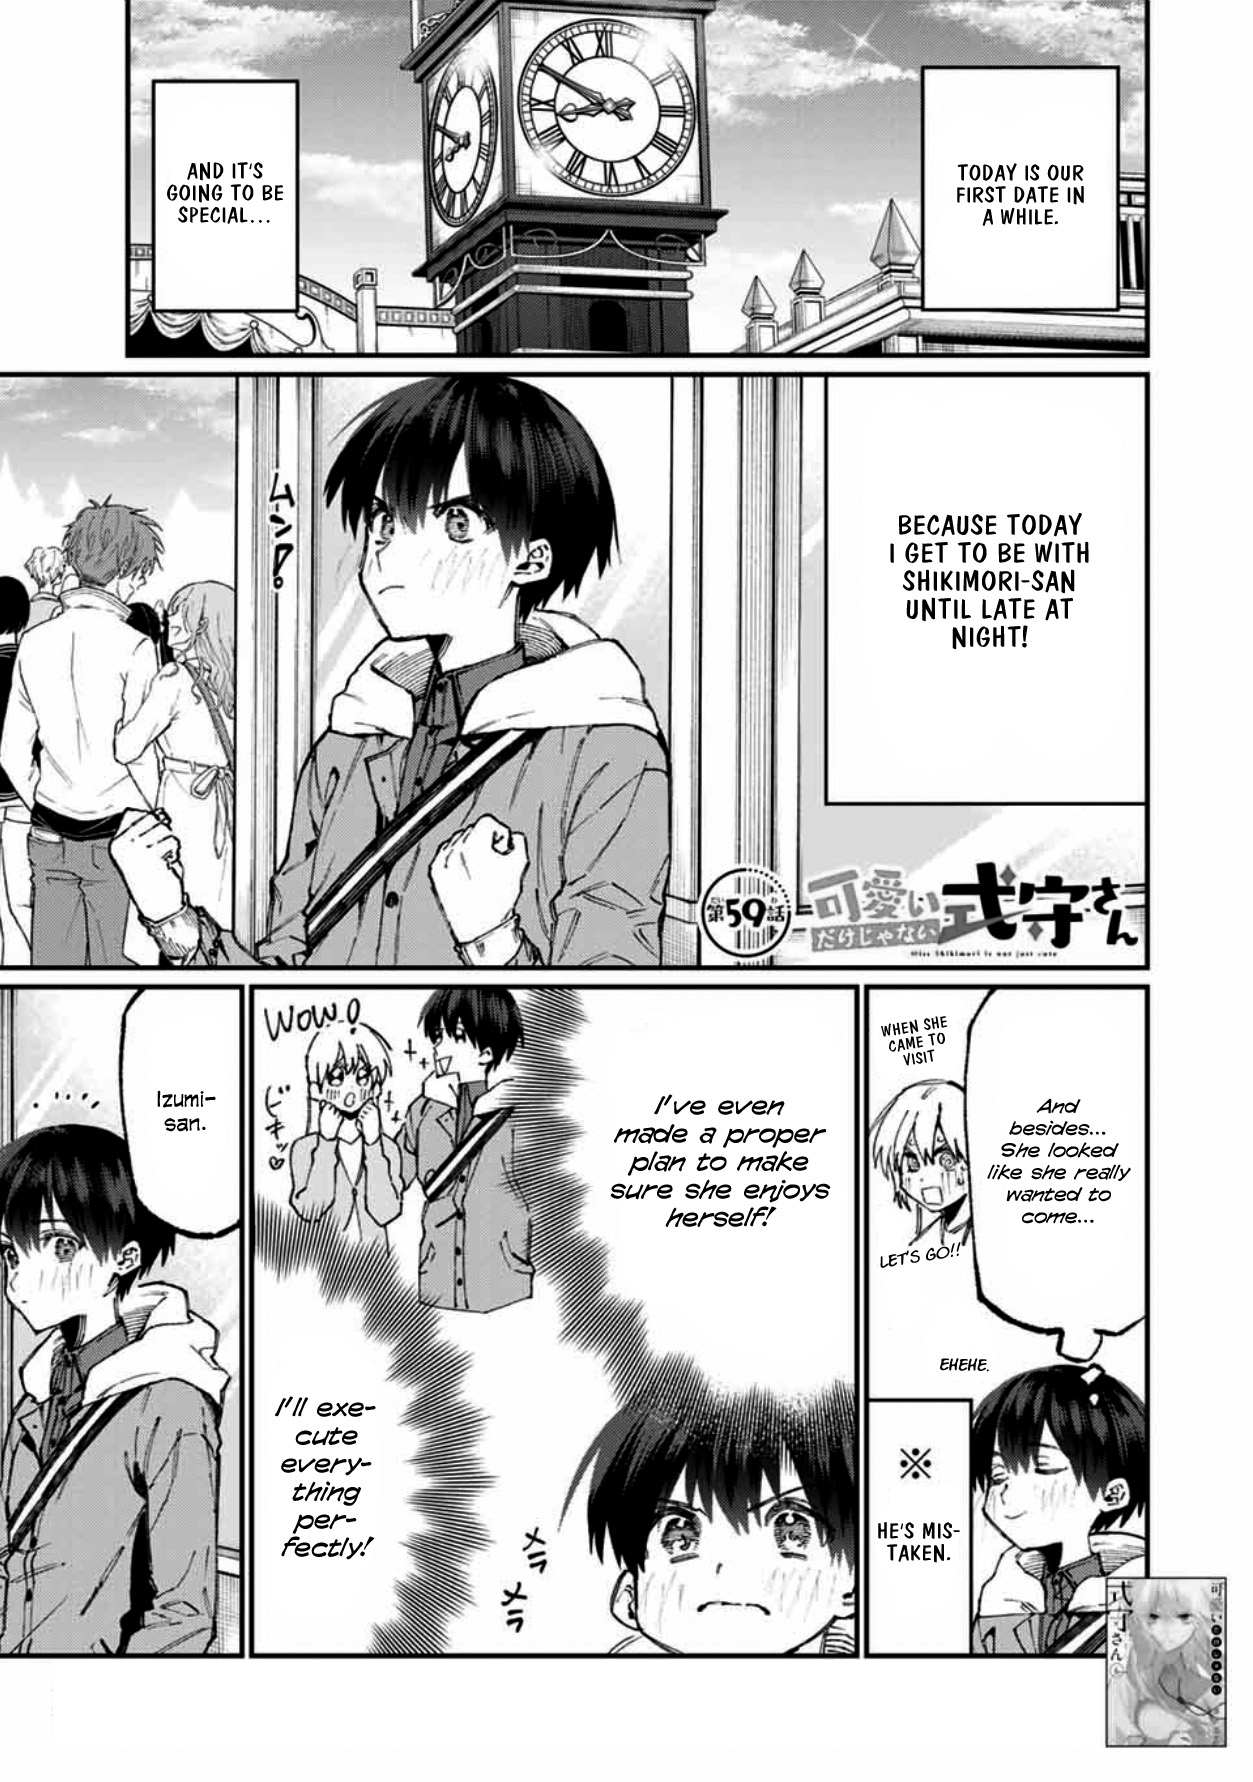 TODAY IS OUR
FIRST DATE IN
A WHILE.
AND IT'S
GOING TO BE
SPECIAL...
BECAUSE TODAY
I GET TO BE WITH
SHIKIMORI-SAN
UNTIL LATE AT
NIGHT!
ムンッ!
第59話
可愛い
だけじゃない
式守さん
Miss Shikimori is not just cute
WHEN SHE
CAME TO
VISIT
And
besides...
She looked
like she really
wanted to
come...
LET'S GO!!
EHEHE.
※
HE'S MIS-
TAKEN.
I've even
made a proper
plan to make
sure she enjoys
herself!
WOW!
I'll exe-
cute
every-
thing
per-
fectly!
メラ
メラ
Izumi-
san.